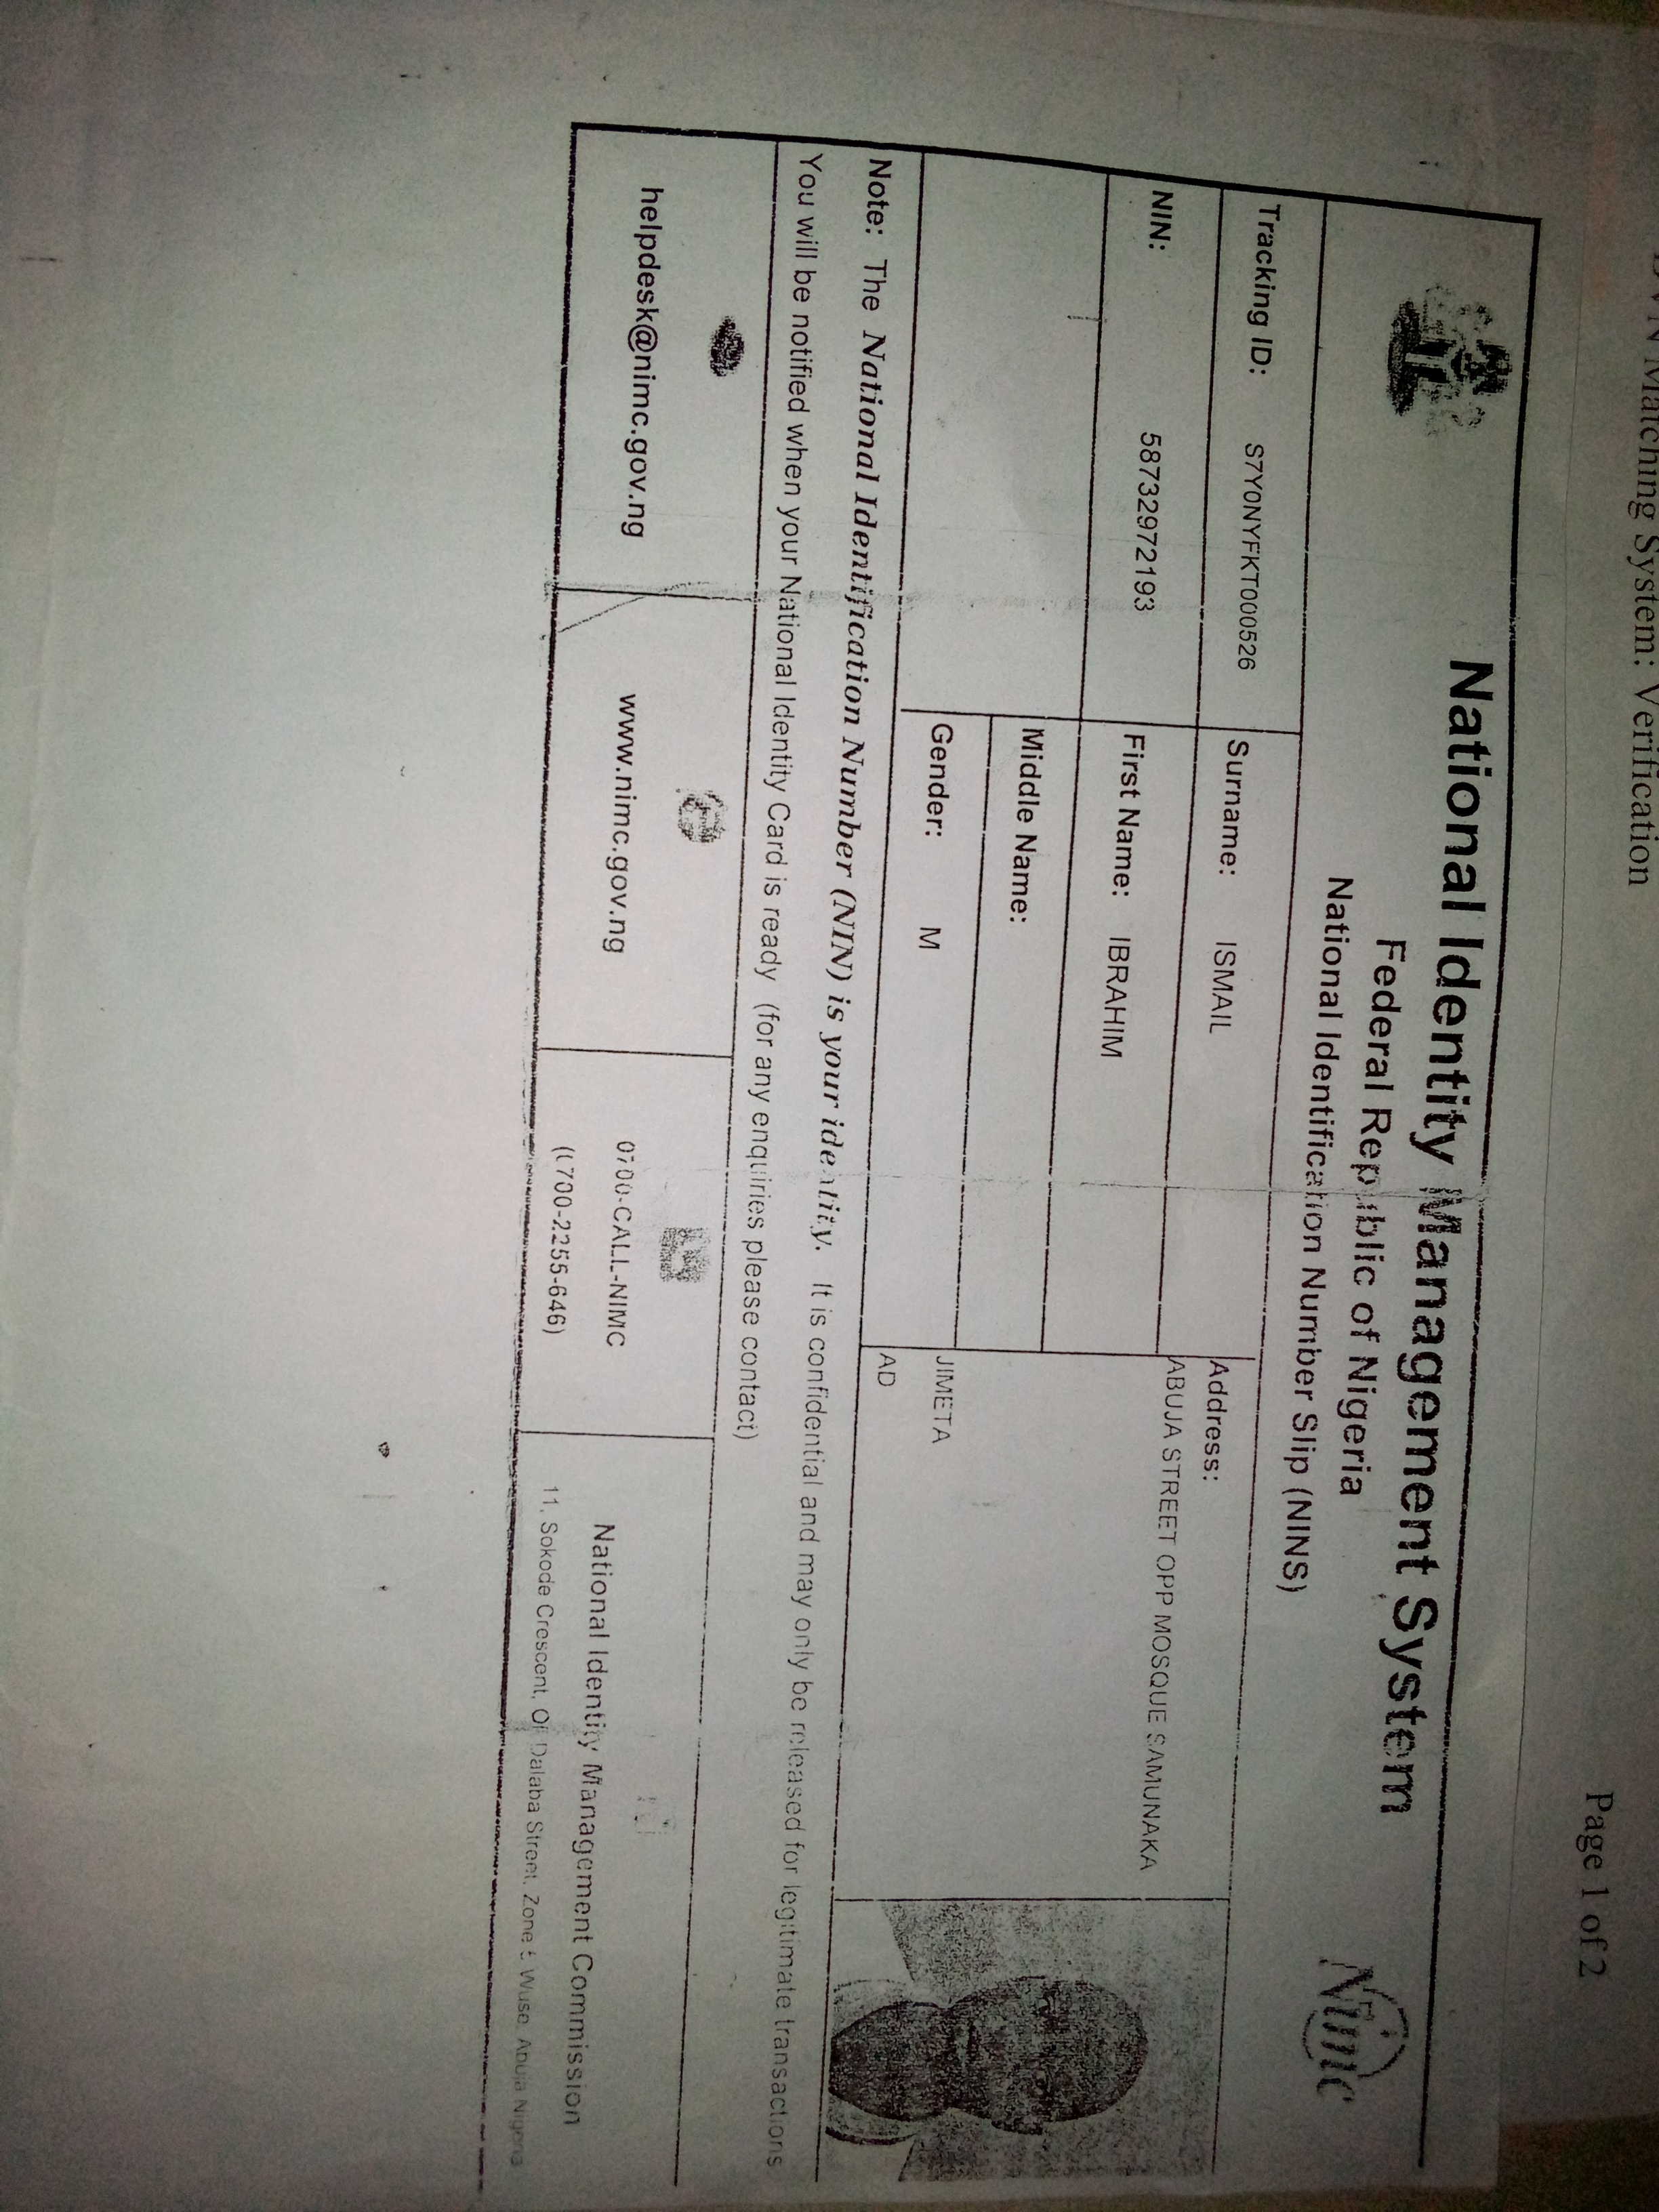 Matching System: Verification
Page 1 of 2
National Identity Management System
Federal Republic of Nigeria
National Identification Number Slip (NINS)
Nimc
Tracking ID: S7Y0NYFKT000526
Surname: ISMAIL
Address:
ABUJA STREET OPP MOSQUE SAMUNAKA
NIN: 58732972193
First Name: IBRAHIM
Middle Name:
JIMETA
Gender: M
AD
Note: The National Identification Number (NIN) is your identity. It is confidential and may only be released for legitimate transactions
You will be notified when your National Identity Card is ready (for any enquiries please contact)
helpdesk@nimc.gov.ng
www.nimc.gov.ng
0700-CALL-NIMC
(0700-2255-646)
National Identity Management Commission
11, Sokode Crescent, Off Dalaba Street, Zone 5 Wuse, Abuja Nigeria